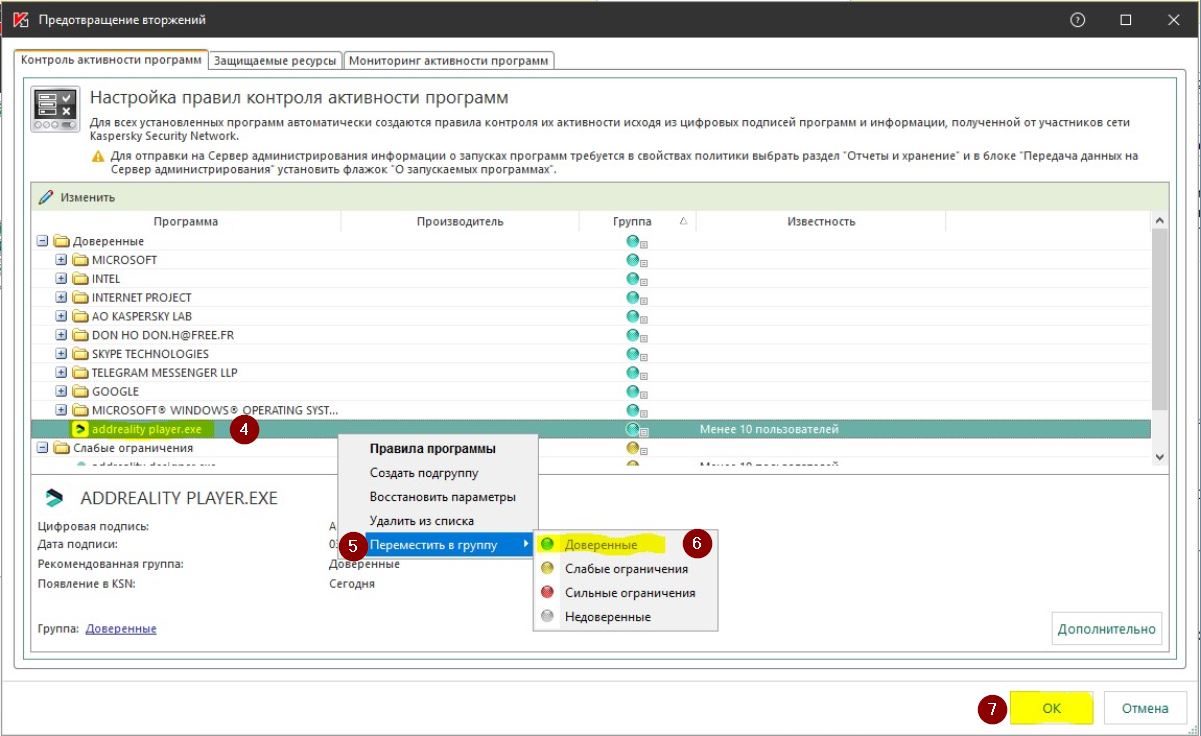 Предотвращение вторжений
Контроль активности программ
Защищаемые ресурсы
Мониторинг активности программ
Настройка правил контроля активности программ
Для всех установленных программ автоматически создаются правила контроля их активности исходя из цифровых подписей программ и информации, полученной от участников сети
Kaspersky Security Network.
Для отправки на Сервер администрирования информации о запусках программ требуется в свойствах политики выбрать раздел "Отчеты и хранение" и в блоке "Передача данных на
Сервер администрирования" установить флажок "О запускаемых программах".
Изменить
Программа Производитель Группа Известность
Доверенные
MICROSOFT
INTEL
INTERNET PROJECT
AO KASPERSKY LAB
DON HO DON.H@FREE.FR
SKYPE TECHNOLOGIES
TELEGRAM MESSENGER LLP
GOOGLE
MICROSOFT® WINDOWS® OPERATING SYST...
addreality player.exe 4 Менее 10 пользователей
Слабые ограничения
addreality designer.exe Менее 10 пользователей
Правила программы
Создать подгруппу
Восстановить параметры
Удалить из списка
5 Переместить в группу
Доверенные 6
Слабые ограничения
Сильные ограничения
Недоверенные
ADDREALITY PLAYER.EXE
Цифровая подпись:
Дата подписи:
Рекомендованная группа: Доверенные
Появление в KSN: Сегодня
Группа: Доверенные
Дополнительно
7 ОК Отмена